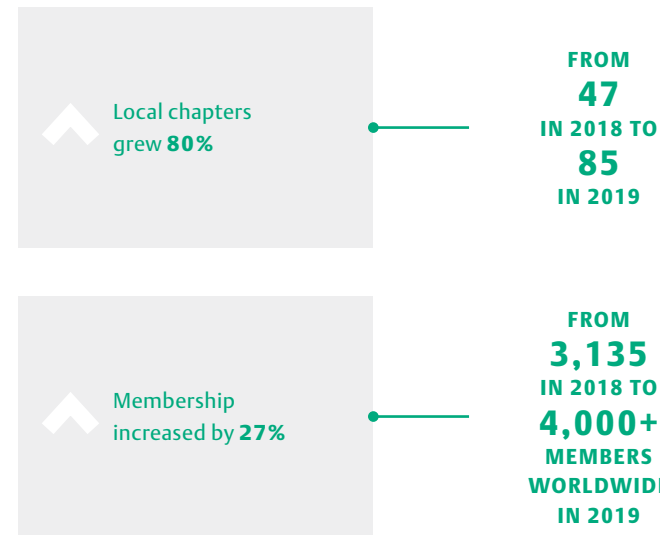 Local chapters
grew 80%
FROM
47
IN 2018 TO
85
IN 2019
Membership
increased by 27%
FROM
3,135
IN 2018 TO
4,000+
MEMBERS
WORLDWIDE
IN 2019